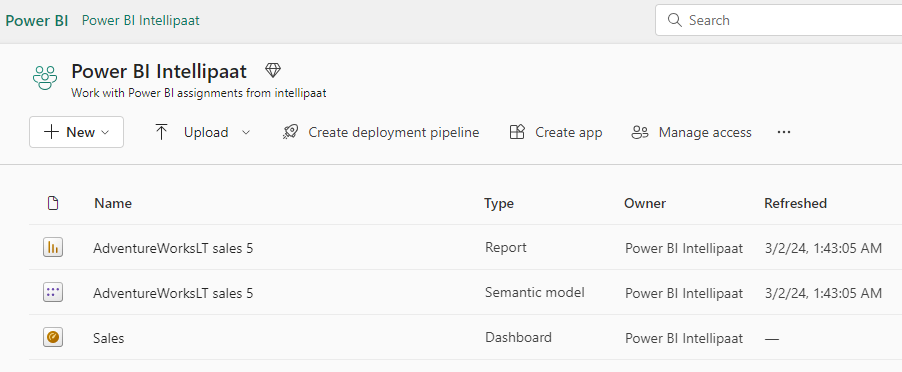 Power BI Power BI Intellipaat Search
Power BI Intellipaat
Work with Power BI assignments from intellipaat
New Upload Create deployment pipeline Create app Manage access ...
Name Type Owner Refreshed
AdventureWorksLT sales 5 Report Power BI Intellipaat 3/2/24, 1:43:05 AM
AdventureWorksLT sales 5 Semantic model Power BI Intellipaat 3/2/24, 1:43:05 AM
Sales Dashboard Power BI Intellipaat —